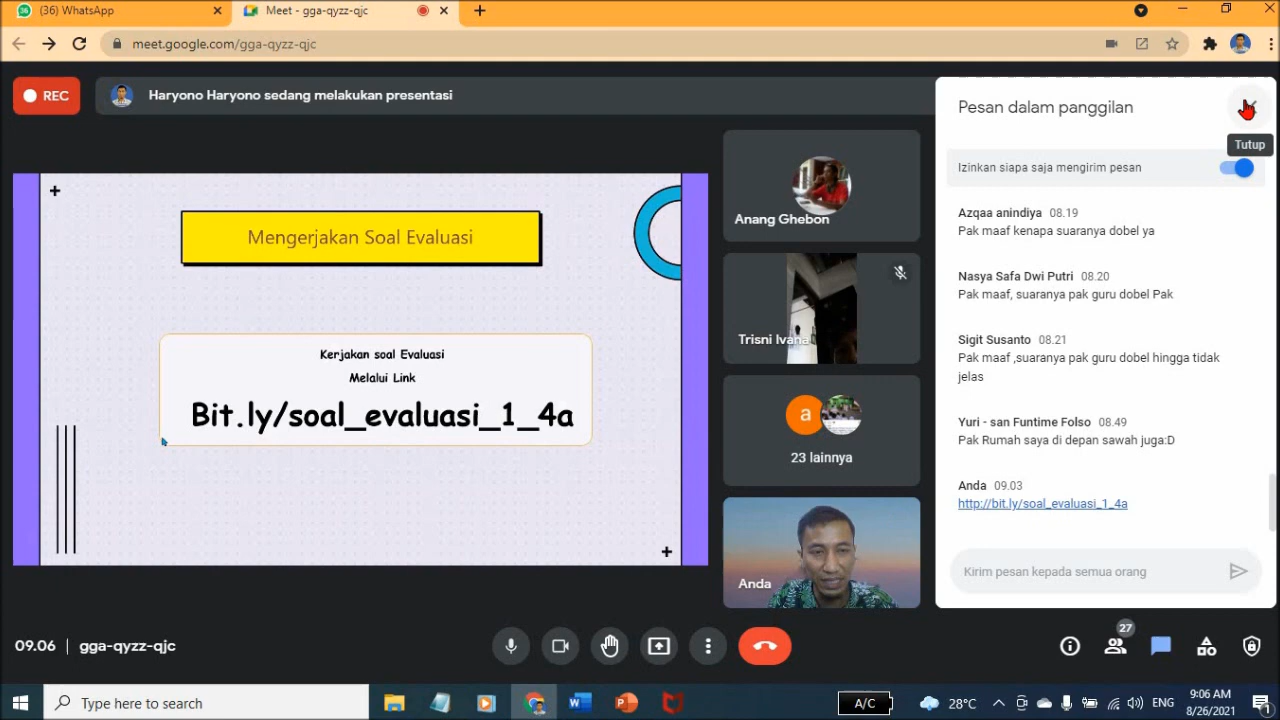 (36) WhatsApp
Meet - gga-qyzz-qjc
meet.google.com/gga-qyzz-qjc
REC
Haryono Haryono sedang melakukan presentasi
Mengerjakan Soal Evaluasi
Kerjakan soal Evaluasi
Melalui Link
Bit.ly/soal_evaluasi_1_4a
Anang Ghebon
Trisni Ivana
a
23 lainnya
Anda
Pesan dalam panggilan
Tutup
Izinkan siapa saja mengirim pesan
Azqaa anindiya 08.19
Pak maaf kenapa suaranya dobel ya
Nasya Safa Dwi Putri 08.20
Pak maaf, suaranya pak guru dobel Pak
Sigit Susanto 08.21
Pak maaf ,suaranya pak guru dobel hingga tidak
jelas
Yuri - san Funtime Folso 08.49
Pak Rumah saya di depan sawah juga:D
Anda 09.03
http://bit.ly/soal_evaluasi_1_4a
Kirim pesan kepada semua orang
09.06 | gga-qyzz-qjc
27
Type here to search
A/C
28°C
ENG
9:06 AM
8/26/2021
1